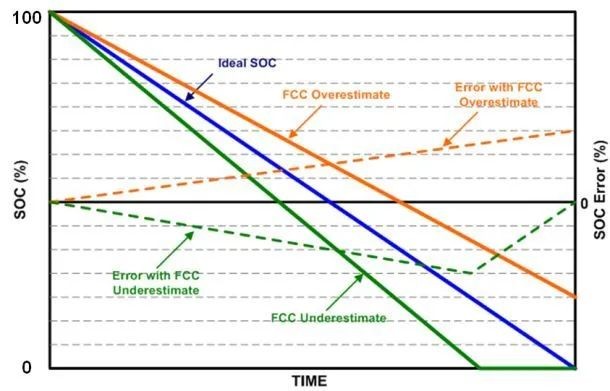 100
Ideal SOC
FCC Overestimate
Error with FCC
Overestimate
SOC (%)
0
SOC Error (%)
Error with FCC
Underestimate
FCC Underestimate
0
TIME